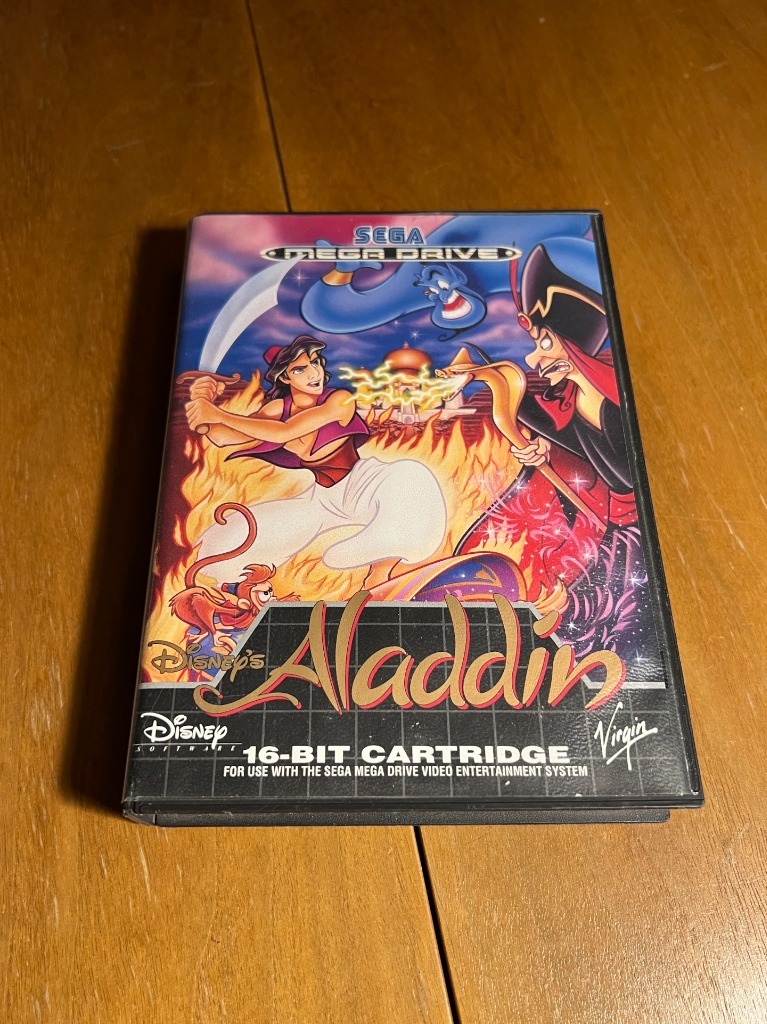 SEGA
MEGA DRIVE
Disney's
Aladdin
Disney
SOFTWARE
16-BIT CARTRIDGE
FOR USE WITH THE SEGA MEGA DRIVE VIDEO ENTERTAINMENT SYSTEM
Virgin